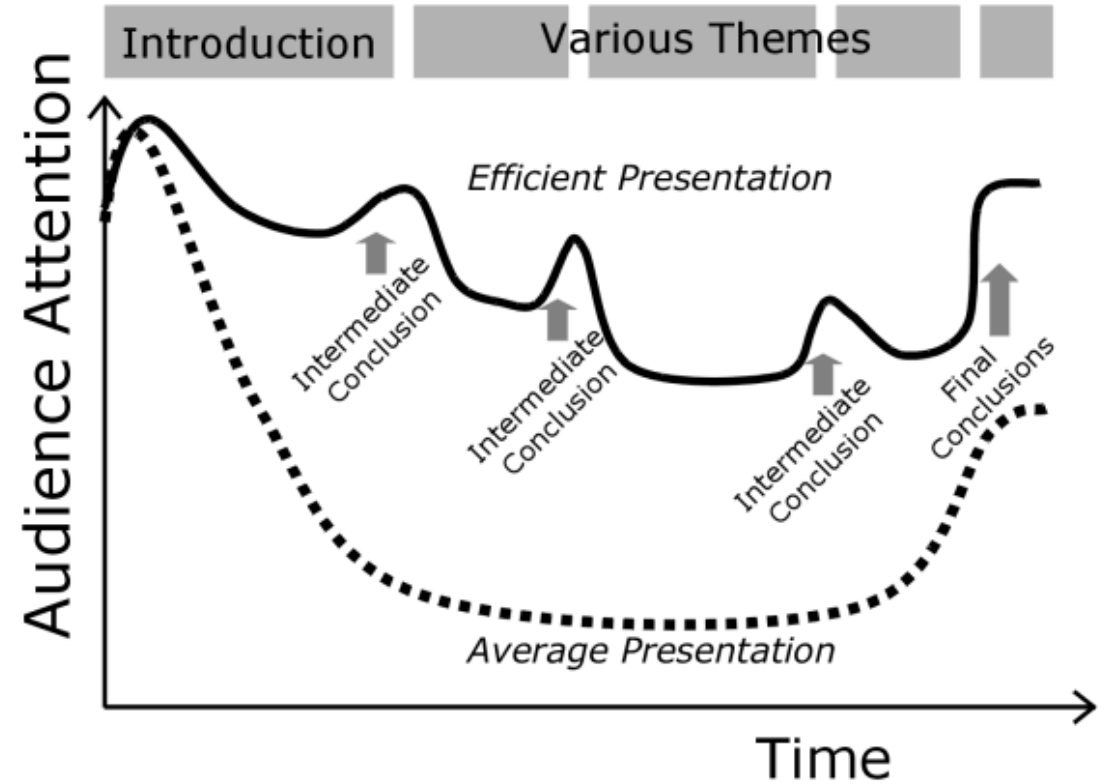 Introduction
Various Themes
Audience Attention
Efficient Presentation
Intermediate
Conclusion
Intermediate
Conclusion
Intermediate
Conclusion
Final
Conclusions
Average Presentation
Time